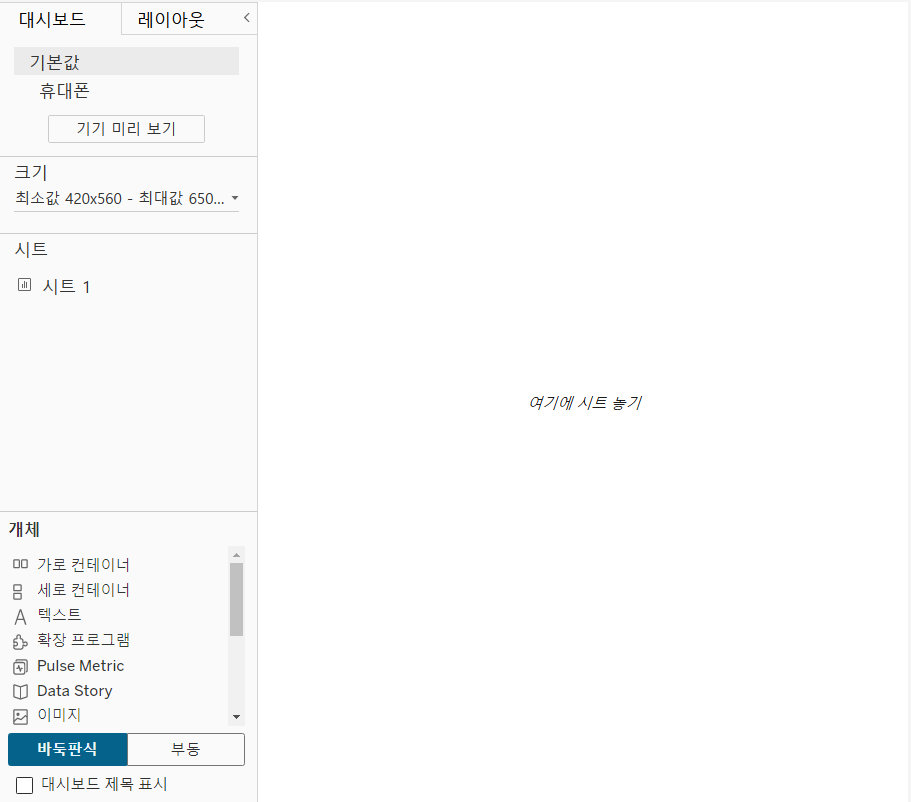 대시보드 레이아웃
기본값
휴대폰
기기 미리 보기
크기
최소값 420x560 - 최대값 650...
시트
시트 1
여기에 시트 놓기
개체
가로 컨테이너
세로 컨테이너
텍스트
확장 프로그램
Pulse Metric
Data Story
이미지
바둑판식 부동
대시보드 제목 표시